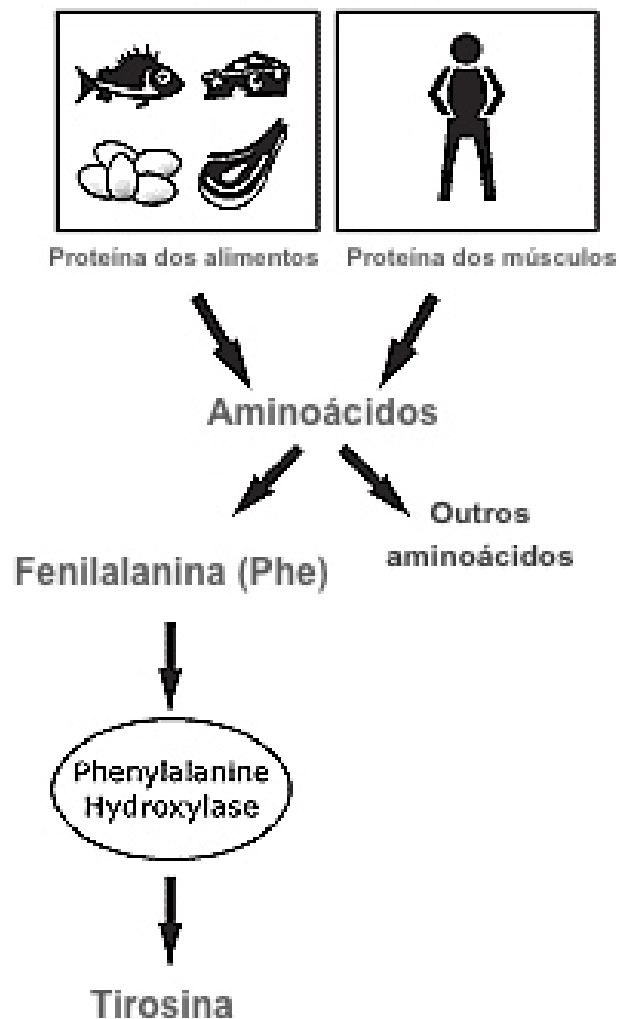 Proteína dos alimentos
Proteína dos músculos
Aminoácidos
Outros
aminoácidos
Fenilalanina (Phe)
Phenylalanine
Hydroxylase
Tirosina